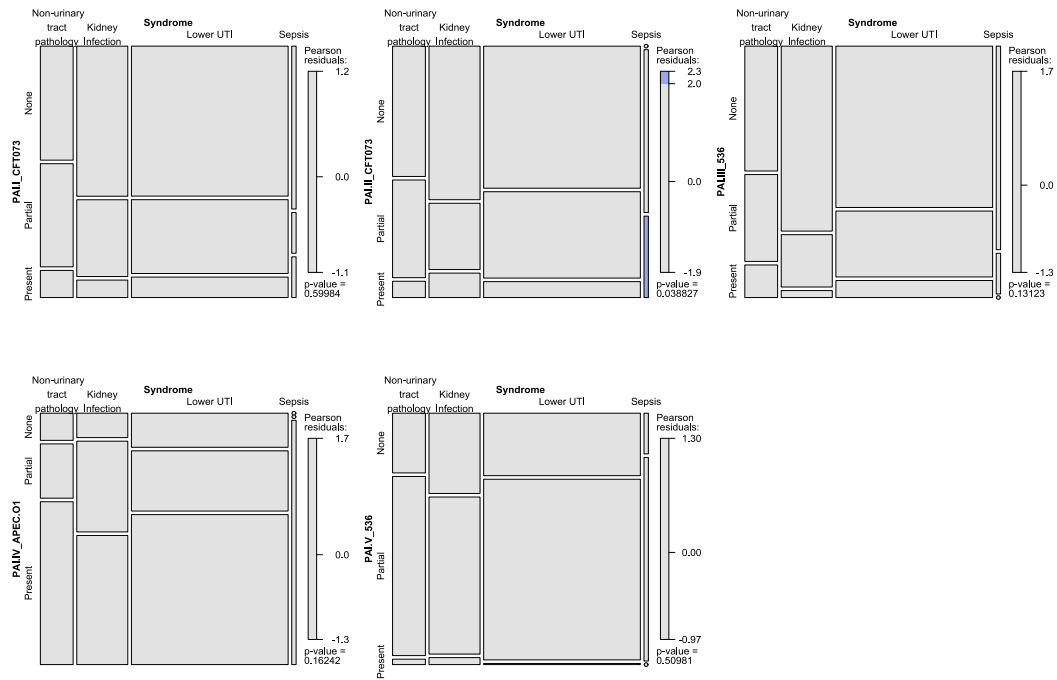 Non-urinary
tract
pathology
Kidney
Infection
Syndrome
Lower UTI
Sepsis
Pearson
residuals:
1.2
0.0
-1.1
p-value =
0.59984
PAI.I_CFT073
None
Partial
Present
Non-urinary
tract
pathology
Kidney
Infection
Syndrome
Lower UTI
Sepsis
Pearson
residuals:
2.3
2.0
0.0
-1.9
p-value =
0.038827
PAI.II_CFT073
None
Partial
Present
Non-urinary
tract
pathology
Kidney
Infection
Syndrome
Lower UTI
Sepsis
Pearson
residuals:
1.7
0.0
-1.3
p-value =
0.13123
PAI.III_536
None
Partial
Present
Non-urinary
tract
pathology
Kidney
Infection
Syndrome
Lower UTI
Sepsis
Pearson
residuals:
1.7
0.0
-1.3
p-value =
0.16242
PAI.IV_APEC.O1
None
Partial
Present
Non-urinary
tract
pathology
Kidney
Infection
Syndrome
Lower UTI
Sepsis
Pearson
residuals:
1.30
0.00
-0.97
p-value =
0.50981
PAI.V_536
None
Partial
Present